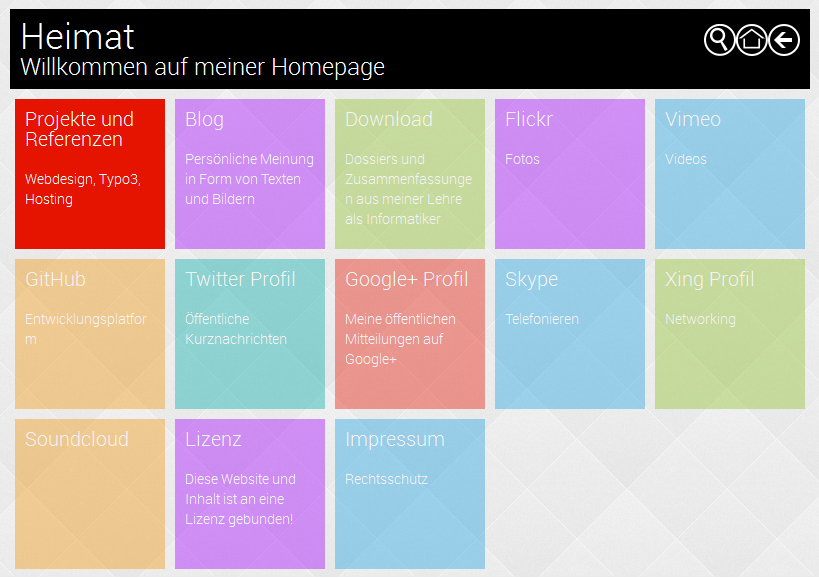 Heimat
Willkommen auf meiner Homepage
Projekte und
Referenzen
Webdesign, Typo3,
Hosting
Blog
Persönliche Meinung
in Form von Texten
und Bildern
Download
Dossiers und
Zusammenfassunge
n aus meiner Lehre
als Informatiker
Flickr
Fotos
Vimeo
Videos
GitHub
Entwicklungsplatfor
m
Twitter Profil
Öffentliche
Kurznachrichten
Google+ Profil
Meine öffentlichen
Mitteilungen auf
Google+
Skype
Telefonieren
Xing Profil
Networking
Soundcloud
Lizenz
Diese Website und
Inhalt ist an eine
Lizenz gebunden!
Impressum
Rechtsschutz